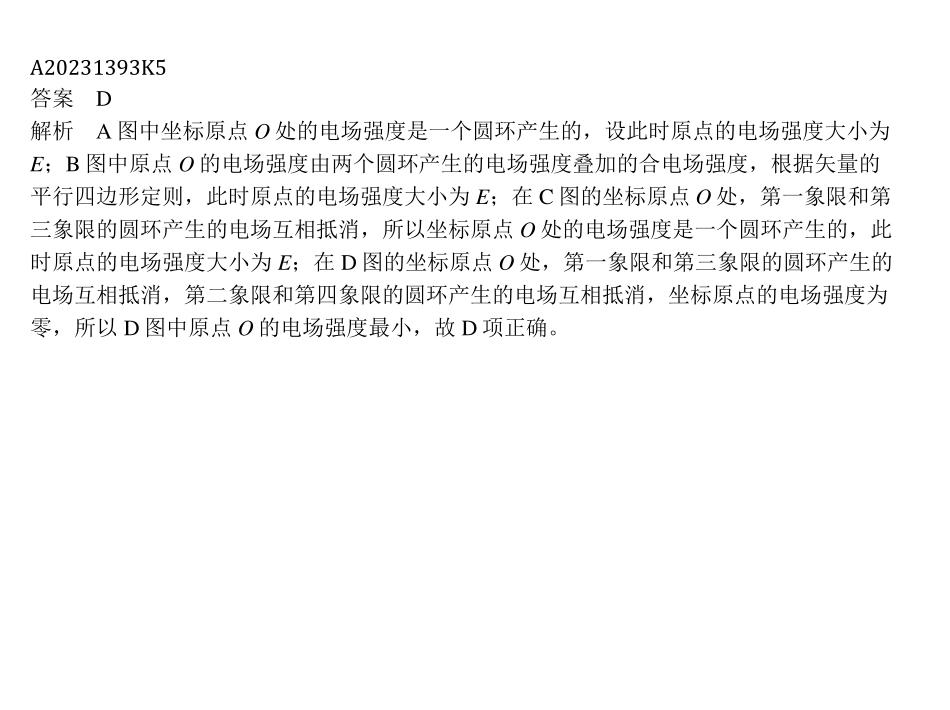 A20231393K5
答案　D
解析　A 图中坐标原点 O 处的电场强度是一个圆环产生的，设此时原点的电场强度大小为
E；B 图中原点 O 的电场强度由两个圆环产生的电场强度叠加的合电场强度，根据矢量的
平行四边形定则，此时原点的电场强度大小为 E；在 C 图的坐标原点 O 处，第一象限和第
三象限的圆环产生的电场互相抵消，所以坐标原点 O 处的电场强度是一个圆环产生的，此
时原点的电场强度大小为 E；在 D 图的坐标原点 O 处，第一象限和第三象限的圆环产生的
电场互相抵消，第二象限和第四象限的圆环产生的电场互相抵消，坐标原点的电场强度为
零，所以 D 图中原点 O 的电场强度最小，故 D 项正确。